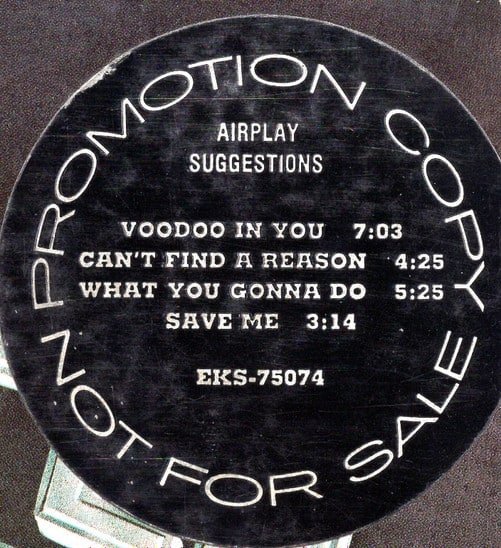 PROMOTION COPY
AIRPLAY
SUGGESTIONS
VOODOO IN YOU 7:03
CAN'T FIND A REASON 4:25
WHAT YOU GONNA DO 5:25
SAVE ME 3:14
EKS-75074
NOT FOR SALE